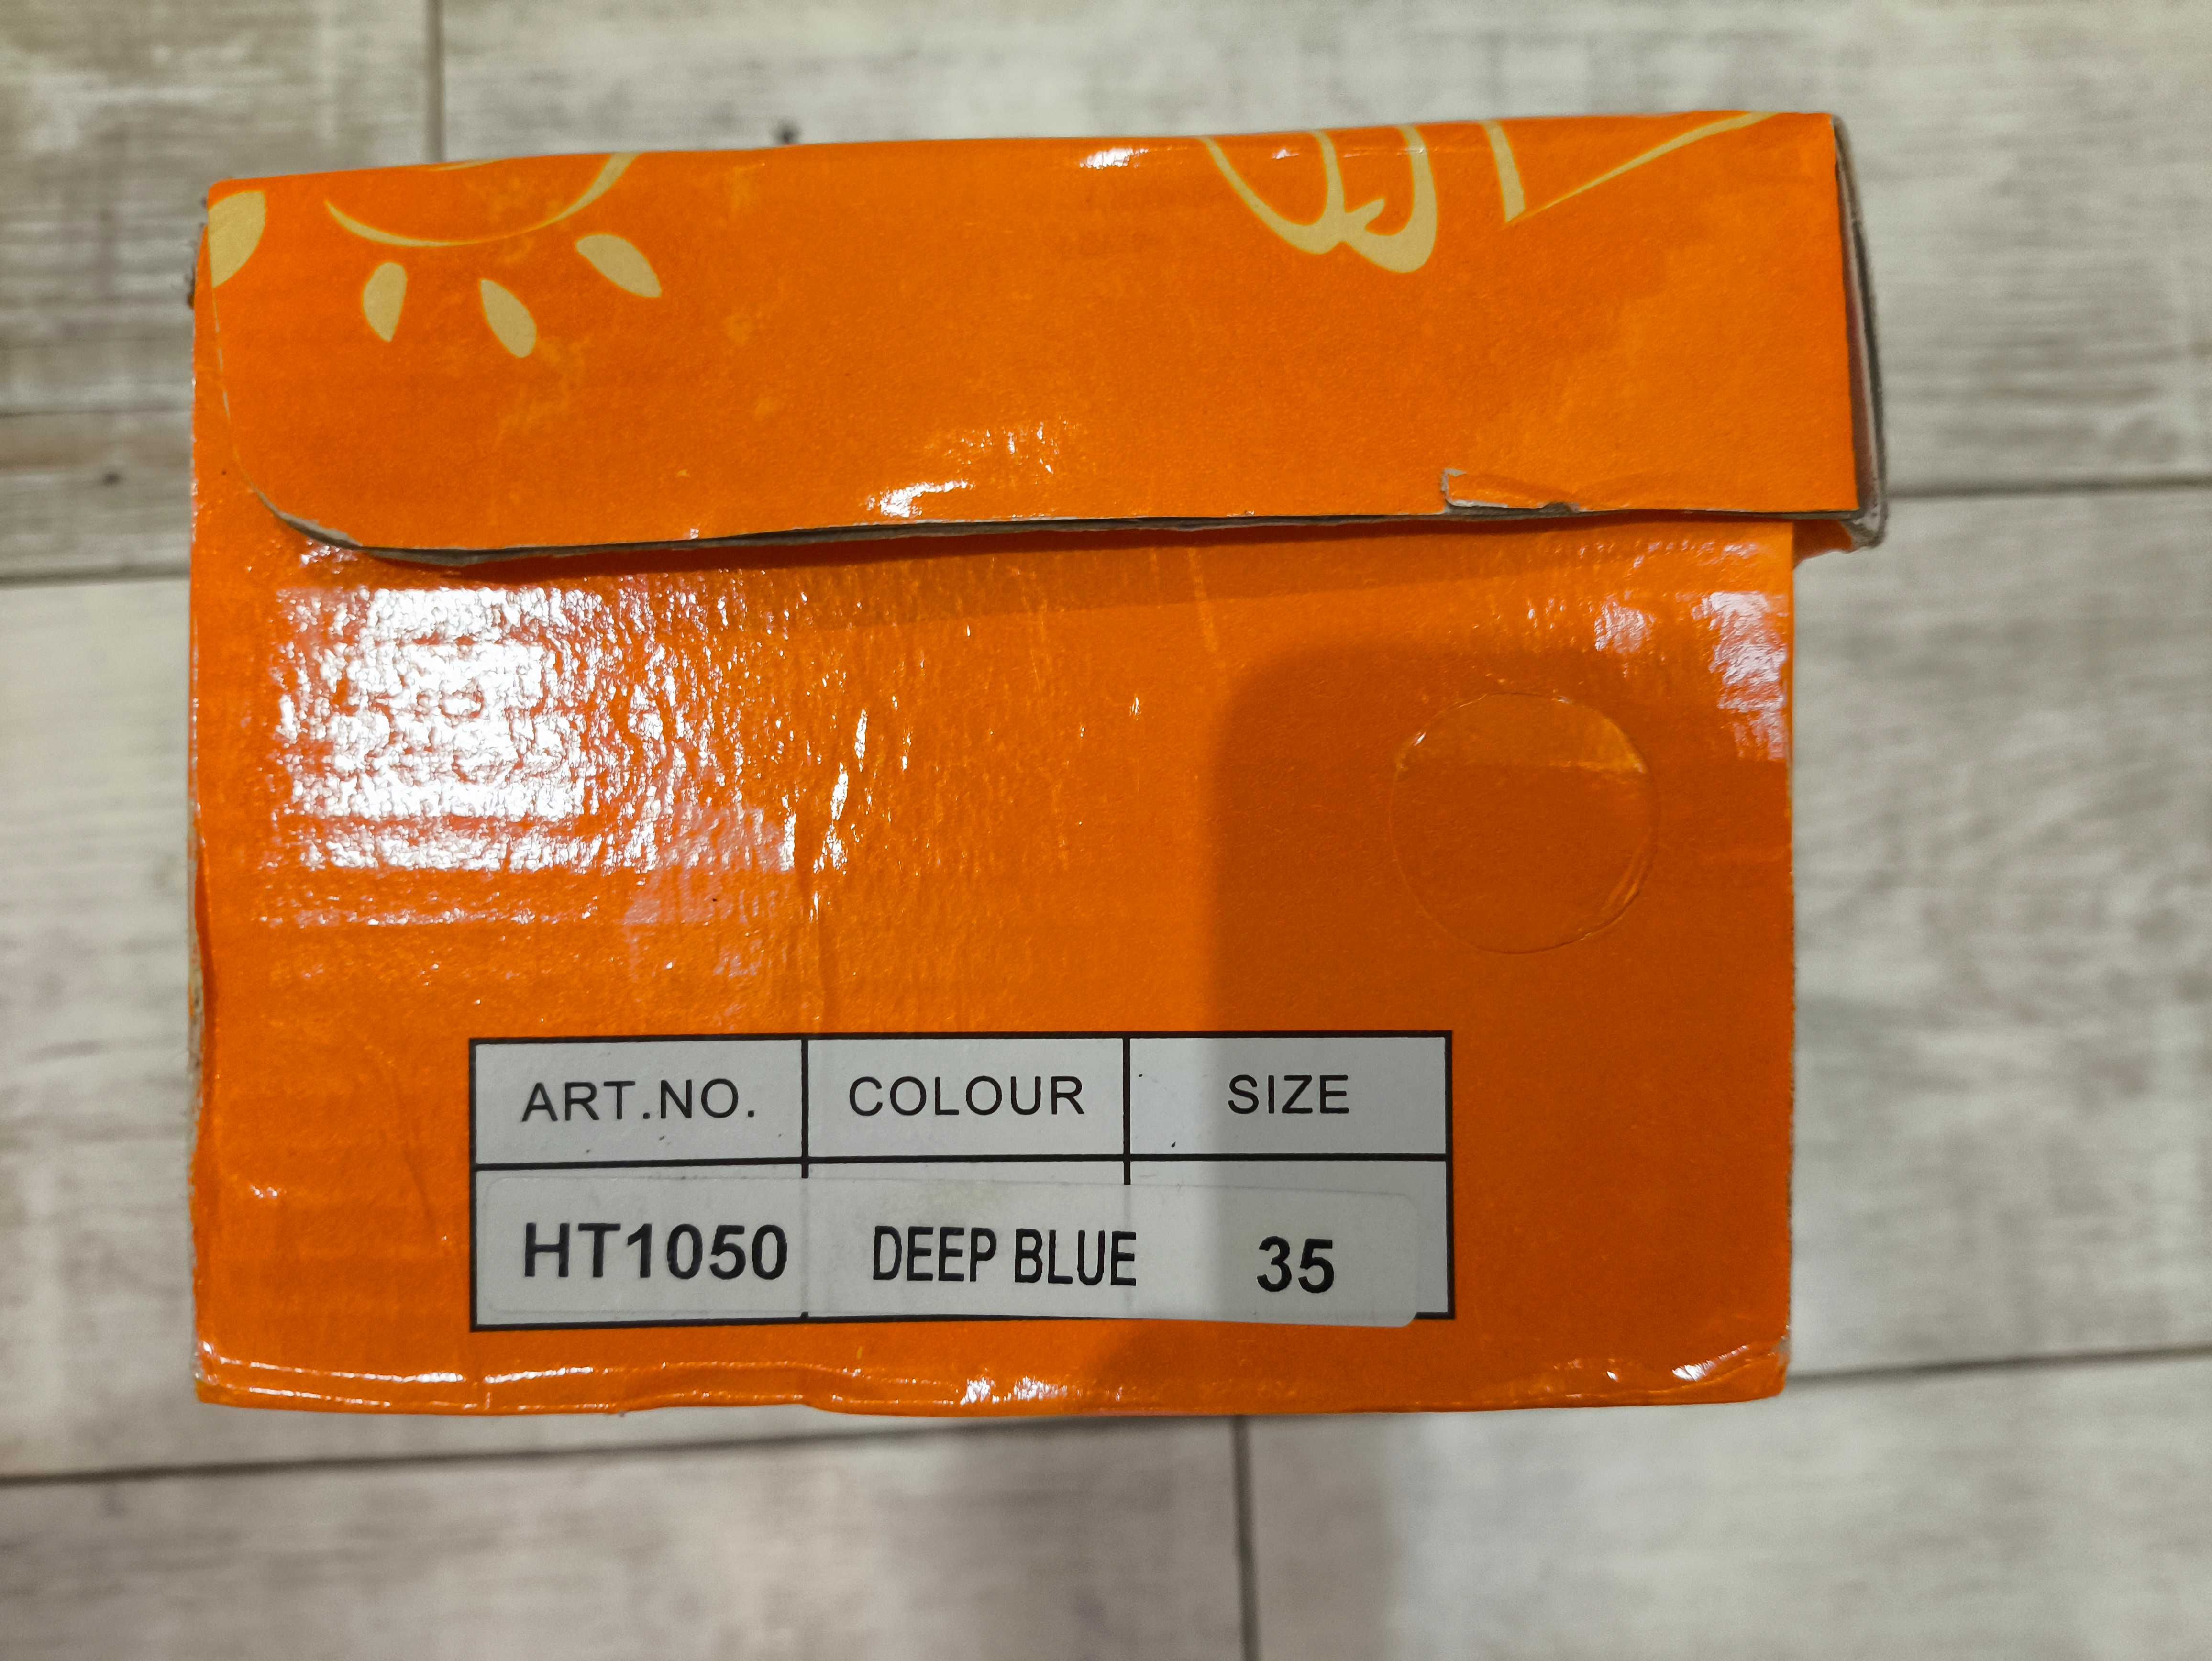 ART.NO. COLOUR SIZE
HT1050 DEEP BLUE 35